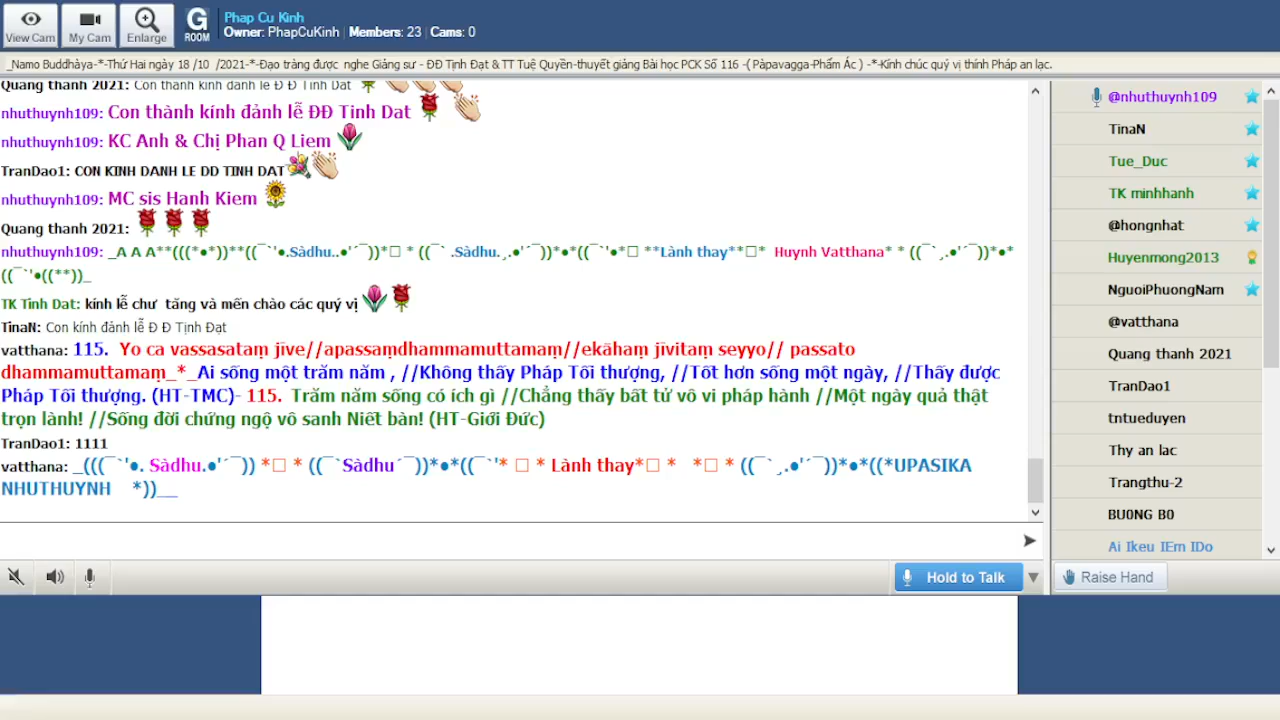 View Cam
My Cam
Enlarge
G
ROOM
Phap Cu Kinh
Owner: PhapCuKinh | Members: 23 | Cams: 0
_Namo Buddhàya-*-Thứ Hai ngày 18 /10 /2021-*-Đạo tràng được nghe Giảng sư - ĐĐ Tịnh Đạt & TT Tuệ Quyền-thuyết giảng Bài học PCK Số 116 -( Pàpavagga-Phẩm Ác ) -*-Kính chúc quý vị thính Pháp an lạc.
Quang thanh 2021: Con thành kính đảnh lễ Đ Đ Tịnh Đạt
nhuthuynh109: Con thành kính đảnh lễ ĐĐ Tinh Dat
nhuthuynh109: KC Anh & Chị Phan Q Liem
TranDao1: CON KINH DANH LE DD TINH DAT
nhuthuynh109: MC sis Hanh Kiem
Quang thanh 2021:
nhuthuynh109: _A A A**(((*●*))**((¯`'●.Sàdhu..●'´¯))*□ * ((¯` .Sàdhu.¸.●'´¯))●*●*((¯`'●*□ **Lành thay**□* Huynh Vatthana* * ((¯`¸.●'´¯))*●*
((¯`'●((**))_
TK Tinh Dat: kính lễ chư tăng và mến chào các quý vị
TinaN: Con kính đảnh lễ Đ Đ Tịnh Đạt
vatthana: 115. Yo ca vassasataṃ jīve//apassaṃdhammamuttamaṃ//ekāhaṃ jīvitaṃ seyyo// passato
dhammamuttamaṃ_*_Ai sống một trăm năm , //Không thấy Pháp Tối thượng, //Tốt hơn sống một ngày, //Thấy được
Pháp Tối thượng. (HT-TMC)- 115. Trăm năm sống có ích gì //Chẳng thấy bất tử vô vi pháp hành //Một ngày quả thật
trọn lành! //Sống đời chứng ngộ vô sanh Niết bàn! (HT-Giới Đức)
TranDao1: 1111
vatthana: _(((¯`'●. Sàdhu.●'´¯)) *□ * ((¯`Sàdhu´¯))*●*●*((¯`'* □ * Lành thay*□ * *□ * ((¯`¸.●'´¯))*●*((*UPASIKA
NHUTHUYNH *))__
Hold to Talk
@nhuthuynh109
TinaN
Tue_Duc
TK minhhanh
@hongnhat
Huyenmong2013
NguoiPhuongNam
@vatthana
Quang thanh 2021
TranDao1
tntueduyen
Thy an lac
Trangthu-2
BU0NG B0
Ai Ikeu IEm IDo
Raise Hand